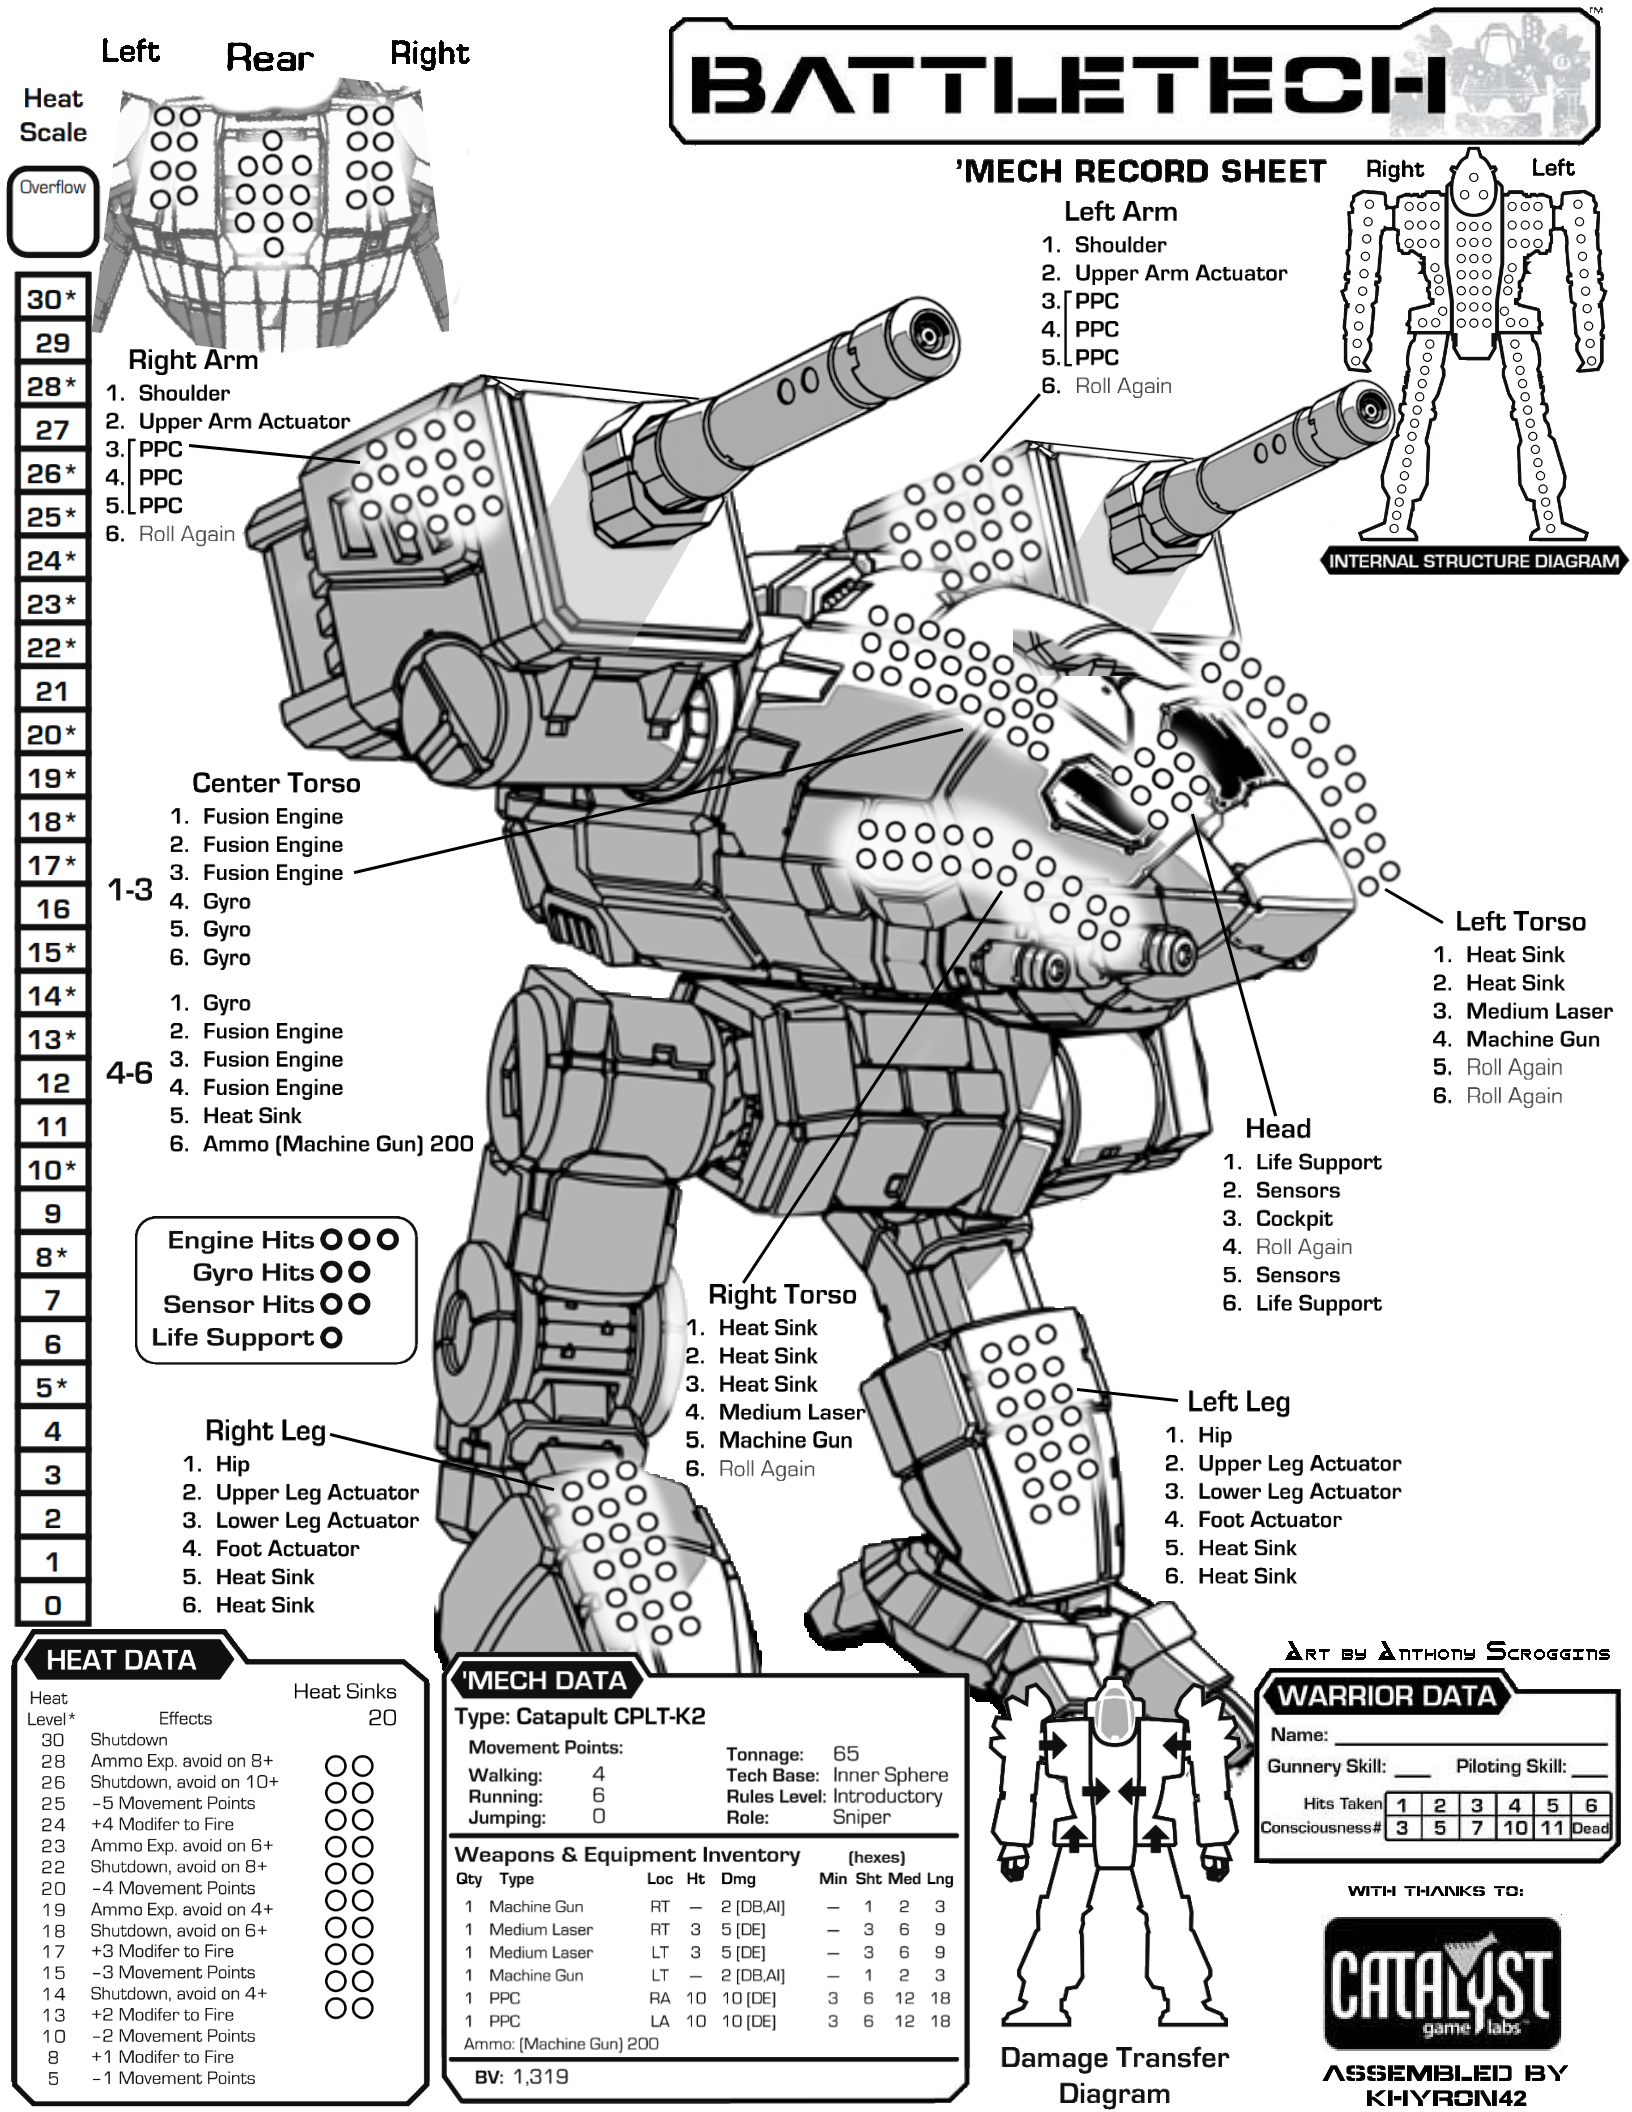 Left Rear Right
Heat
Scale
Overflow
30*
29
28*
27
26*
25*
24*
23*
22*
21
20*
19*
18*
17*
16
15*
14*
13*
12
11
10*
9
8*
7
6
5*
4
3
2
1
0
BATTLETECH
TM
'MECH RECORD SHEET
Right Left
INTERNAL STRUCTURE DIAGRAM
Left Arm
1. Shoulder
2. Upper Arm Actuator
3. PPC
4. PPC
5. PPC
6. Roll Again
Right Arm
1. Shoulder
2. Upper Arm Actuator
3. PPC
4. PPC
5. PPC
6. Roll Again
Center Torso
1-3
1. Fusion Engine
2. Fusion Engine
3. Fusion Engine
4. Gyro
5. Gyro
6. Gyro
4-6
1. Gyro
2. Fusion Engine
3. Fusion Engine
4. Fusion Engine
5. Heat Sink
6. Ammo (Machine Gun) 200
Engine Hits
Gyro Hits
Sensor Hits
Life Support
Left Torso
1. Heat Sink
2. Heat Sink
3. Medium Laser
4. Machine Gun
5. Roll Again
6. Roll Again
Head
1. Life Support
2. Sensors
3. Cockpit
4. Roll Again
5. Sensors
6. Life Support
Right Torso
1. Heat Sink
2. Heat Sink
3. Heat Sink
4. Medium Laser
5. Machine Gun
6. Roll Again
Right Leg
1. Hip
2. Upper Leg Actuator
3. Lower Leg Actuator
4. Foot Actuator
5. Heat Sink
6. Heat Sink
Left Leg
1. Hip
2. Upper Leg Actuator
3. Lower Leg Actuator
4. Foot Actuator
5. Heat Sink
6. Heat Sink
HEAT DATA
Heat
Level* Effects
Heat Sinks
20
30 Shutdown
28 Ammo Exp. avoid on 8+
26 Shutdown, avoid on 10+
25 -5 Movement Points
24 +4 Modifer to Fire
23 Ammo Exp. avoid on 6+
22 Shutdown, avoid on 8+
20 -4 Movement Points
19 Ammo Exp. avoid on 4+
18 Shutdown, avoid on 6+
17 +3 Modifer to Fire
15 -3 Movement Points
14 Shutdown, avoid on 4+
13 +2 Modifer to Fire
10 -2 Movement Points
8 +1 Modifer to Fire
5 -1 Movement Points
'MECH DATA
Type: Catapult CPLT-K2
Movement Points:
Walking: 4
Running: 6
Jumping: 0
Tonnage: 65
Tech Base: Inner Sphere
Rules Level: Introductory
Role: Sniper
Weapons & Equipment Inventory (hexes)
Qty Type Loc Ht Dmg Min Sht Med Lng
1 Machine Gun RT — 2 [DB,AI] — 1 2 3
1 Medium Laser RT 3 5 [DE] — 3 6 9
1 Medium Laser LT 3 5 [DE] — 3 6 9
1 Machine Gun LT — 2 [DB,AI] — 1 2 3
1 PPC RA 10 10 [DE] 3 6 12 18
1 PPC LA 10 10 [DE] 3 6 12 18
Ammo: (Machine Gun) 200
BV: 1,319
Damage Transfer
Diagram
Art by Anthony Scroggins
WARRIOR DATA
Name:
Gunnery Skill: Piloting Skill:
Hits Taken 1 2 3 4 5 6
Consciousness# 3 5 7 10 11 Dead
WITH THANKS TO:
CATALYST
game labs
ASSEMBLED BY
KHYRON42